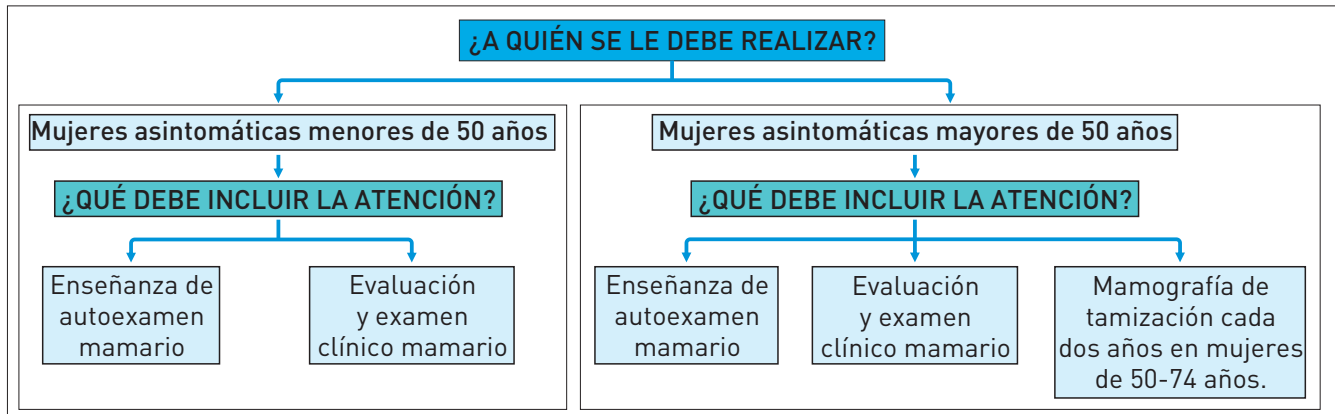 ¿A QUIÉN SE LE DEBE REALIZAR?
Mujeres asintomáticas menores de 50 años
¿QUÉ DEBE INCLUIR LA ATENCIÓN?
Enseñanza de
autoexamen
mamario
Evaluación
y examen
clínico mamario
Mujeres asintomáticas mayores de 50 años
¿QUÉ DEBE INCLUIR LA ATENCIÓN?
Enseñanza de
autoexamen
mamario
Evaluación
y examen
clínico mamario
Mamografía de
tamización cada
dos años en mujeres
de 50-74 años.